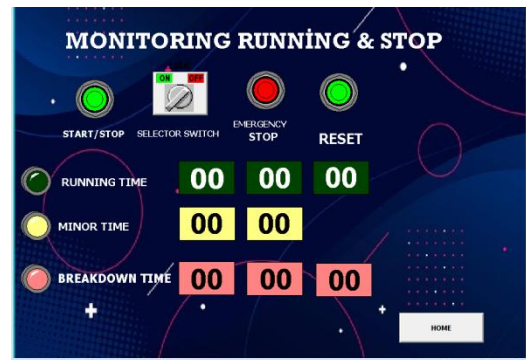 MONITORING RUNNİNG & STOP
ON OFF
START/STOP
SELECTOR SWITCH
EMERGENCY
STOP
RESET
RUNNING TIME 00 00 00
MINOR TIME 00 00
BREAKDOWN TIME 00 00 00
HOME